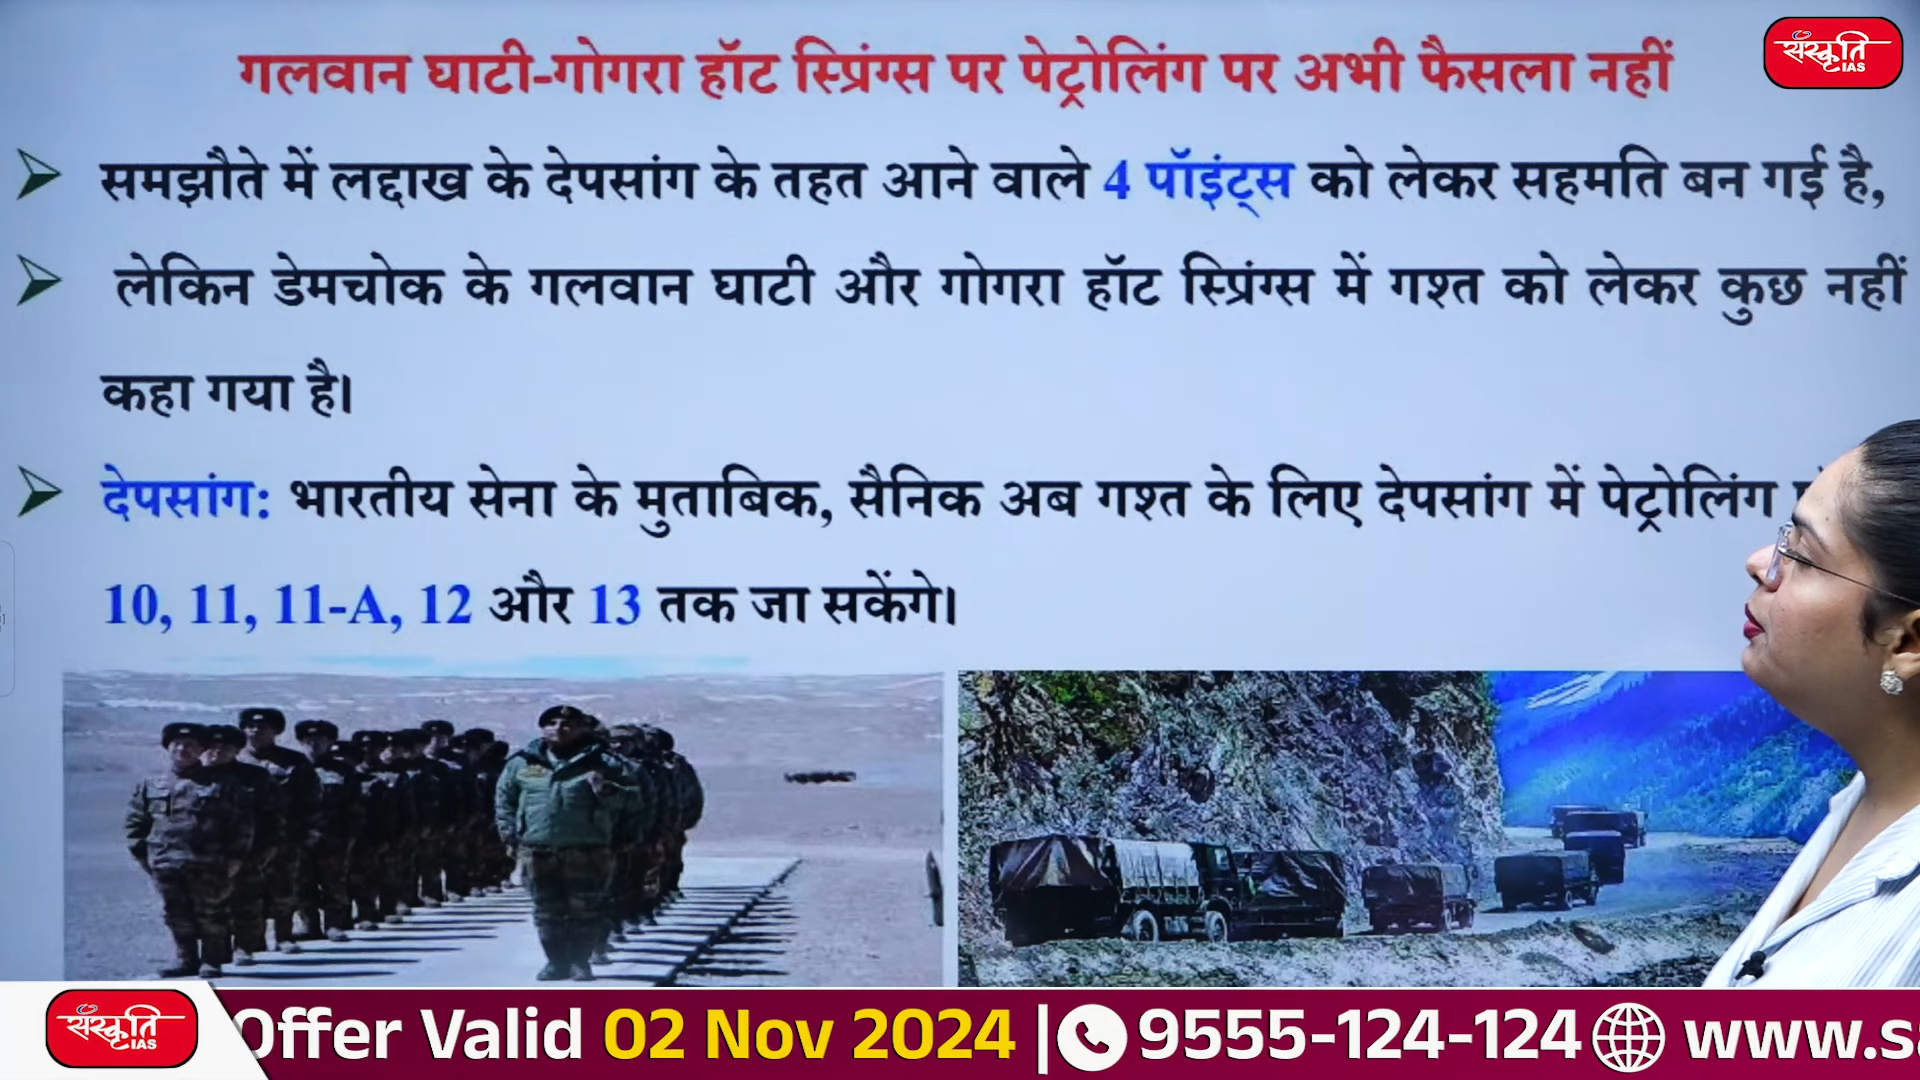 गलवान घाटी-गोगरा हॉट स्प्रिंग्स पर पेट्रोलिंग पर अभी फैसला नहीं
संस्कृति
IAS
समझौते में लद्दाख के देपसांग के तहत आने वाले 4 पॉइंट्स को लेकर सहमति बन गई है,
लेकिन डेमचोक के गलवान घाटी और गोगरा हॉट स्प्रिंग्स में गश्त को लेकर कुछ नहीं
कहा गया है।
देपसांग: भारतीय सेना के मुताबिक, सैनिक अब गश्त के लिए देपसांग में पेट्रोलिंग
10, 11, 11-A, 12 और 13 तक जा सकेंगे।
संस्कृति
IAS
Offer Valid 02 Nov 2024 | 9555-124-124 www.sa